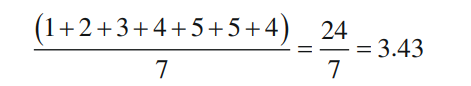 (1+2+3+4+5+5+4)/7 = 24/7 = 3.43